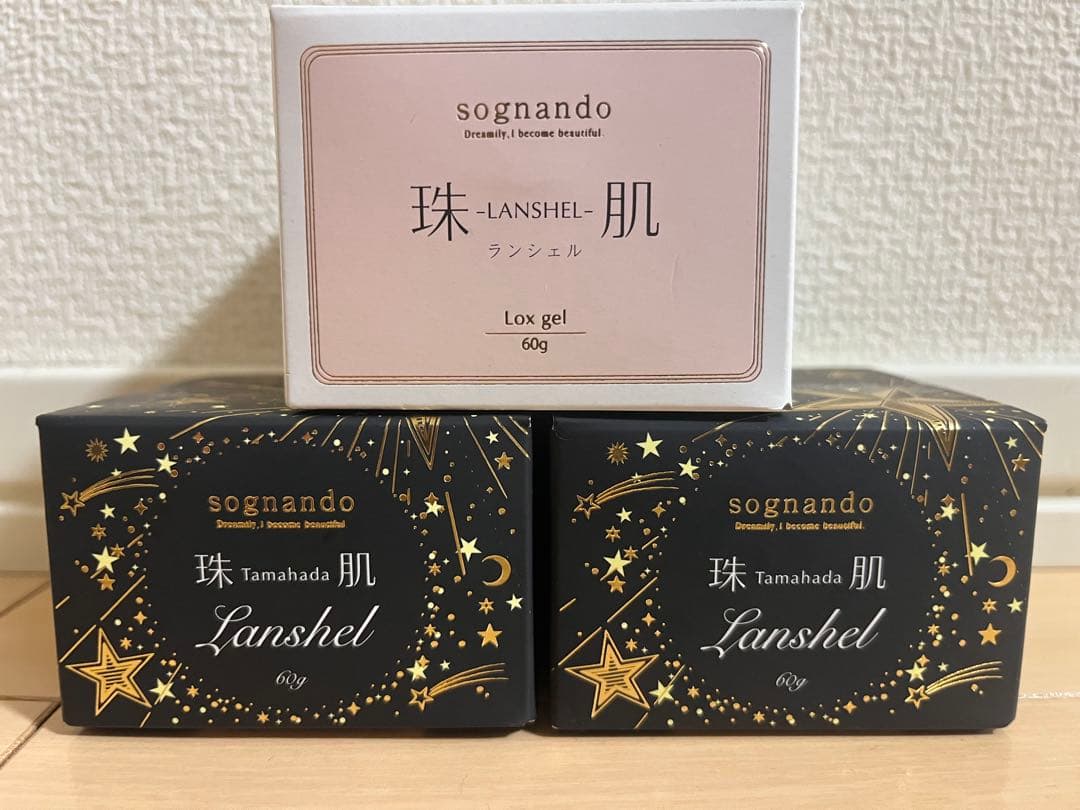 sognando
Dreamily, I become beautiful.
珠 -LANSHEL- 肌
ランシェル
Lox gel
60g
sognando
Dreamily, I become beautiful.
珠 Tamahada 肌
Lanshel
60g
sognando
Dreamily, I become beautiful.
珠 Tamahada 肌
Lanshel
60g